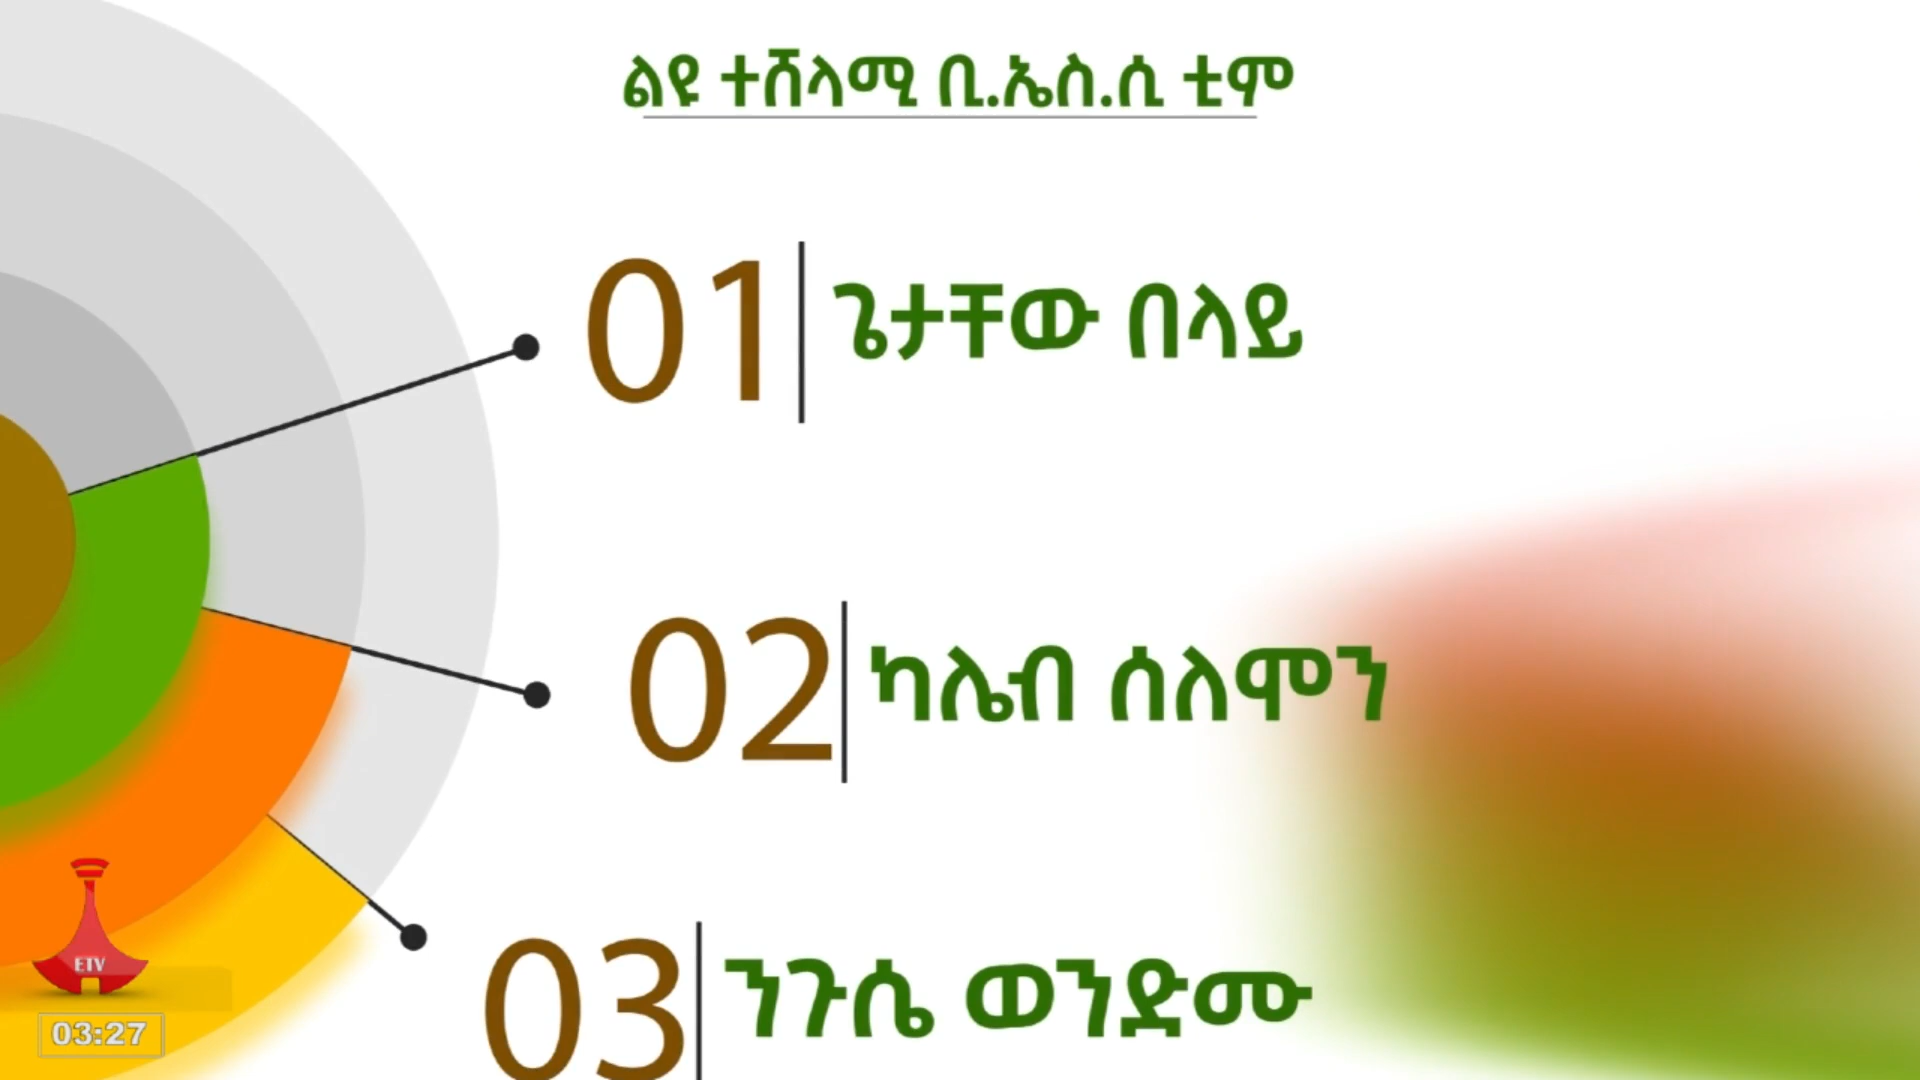 ልዩ ተሸላሚ ቢ.ኤስ.ሲ ቲም
01 ጌታቸው በላይ
02 ካሌብ ሰለሞን
03 ንጉሴ ወንድሙ
ETV
03:27